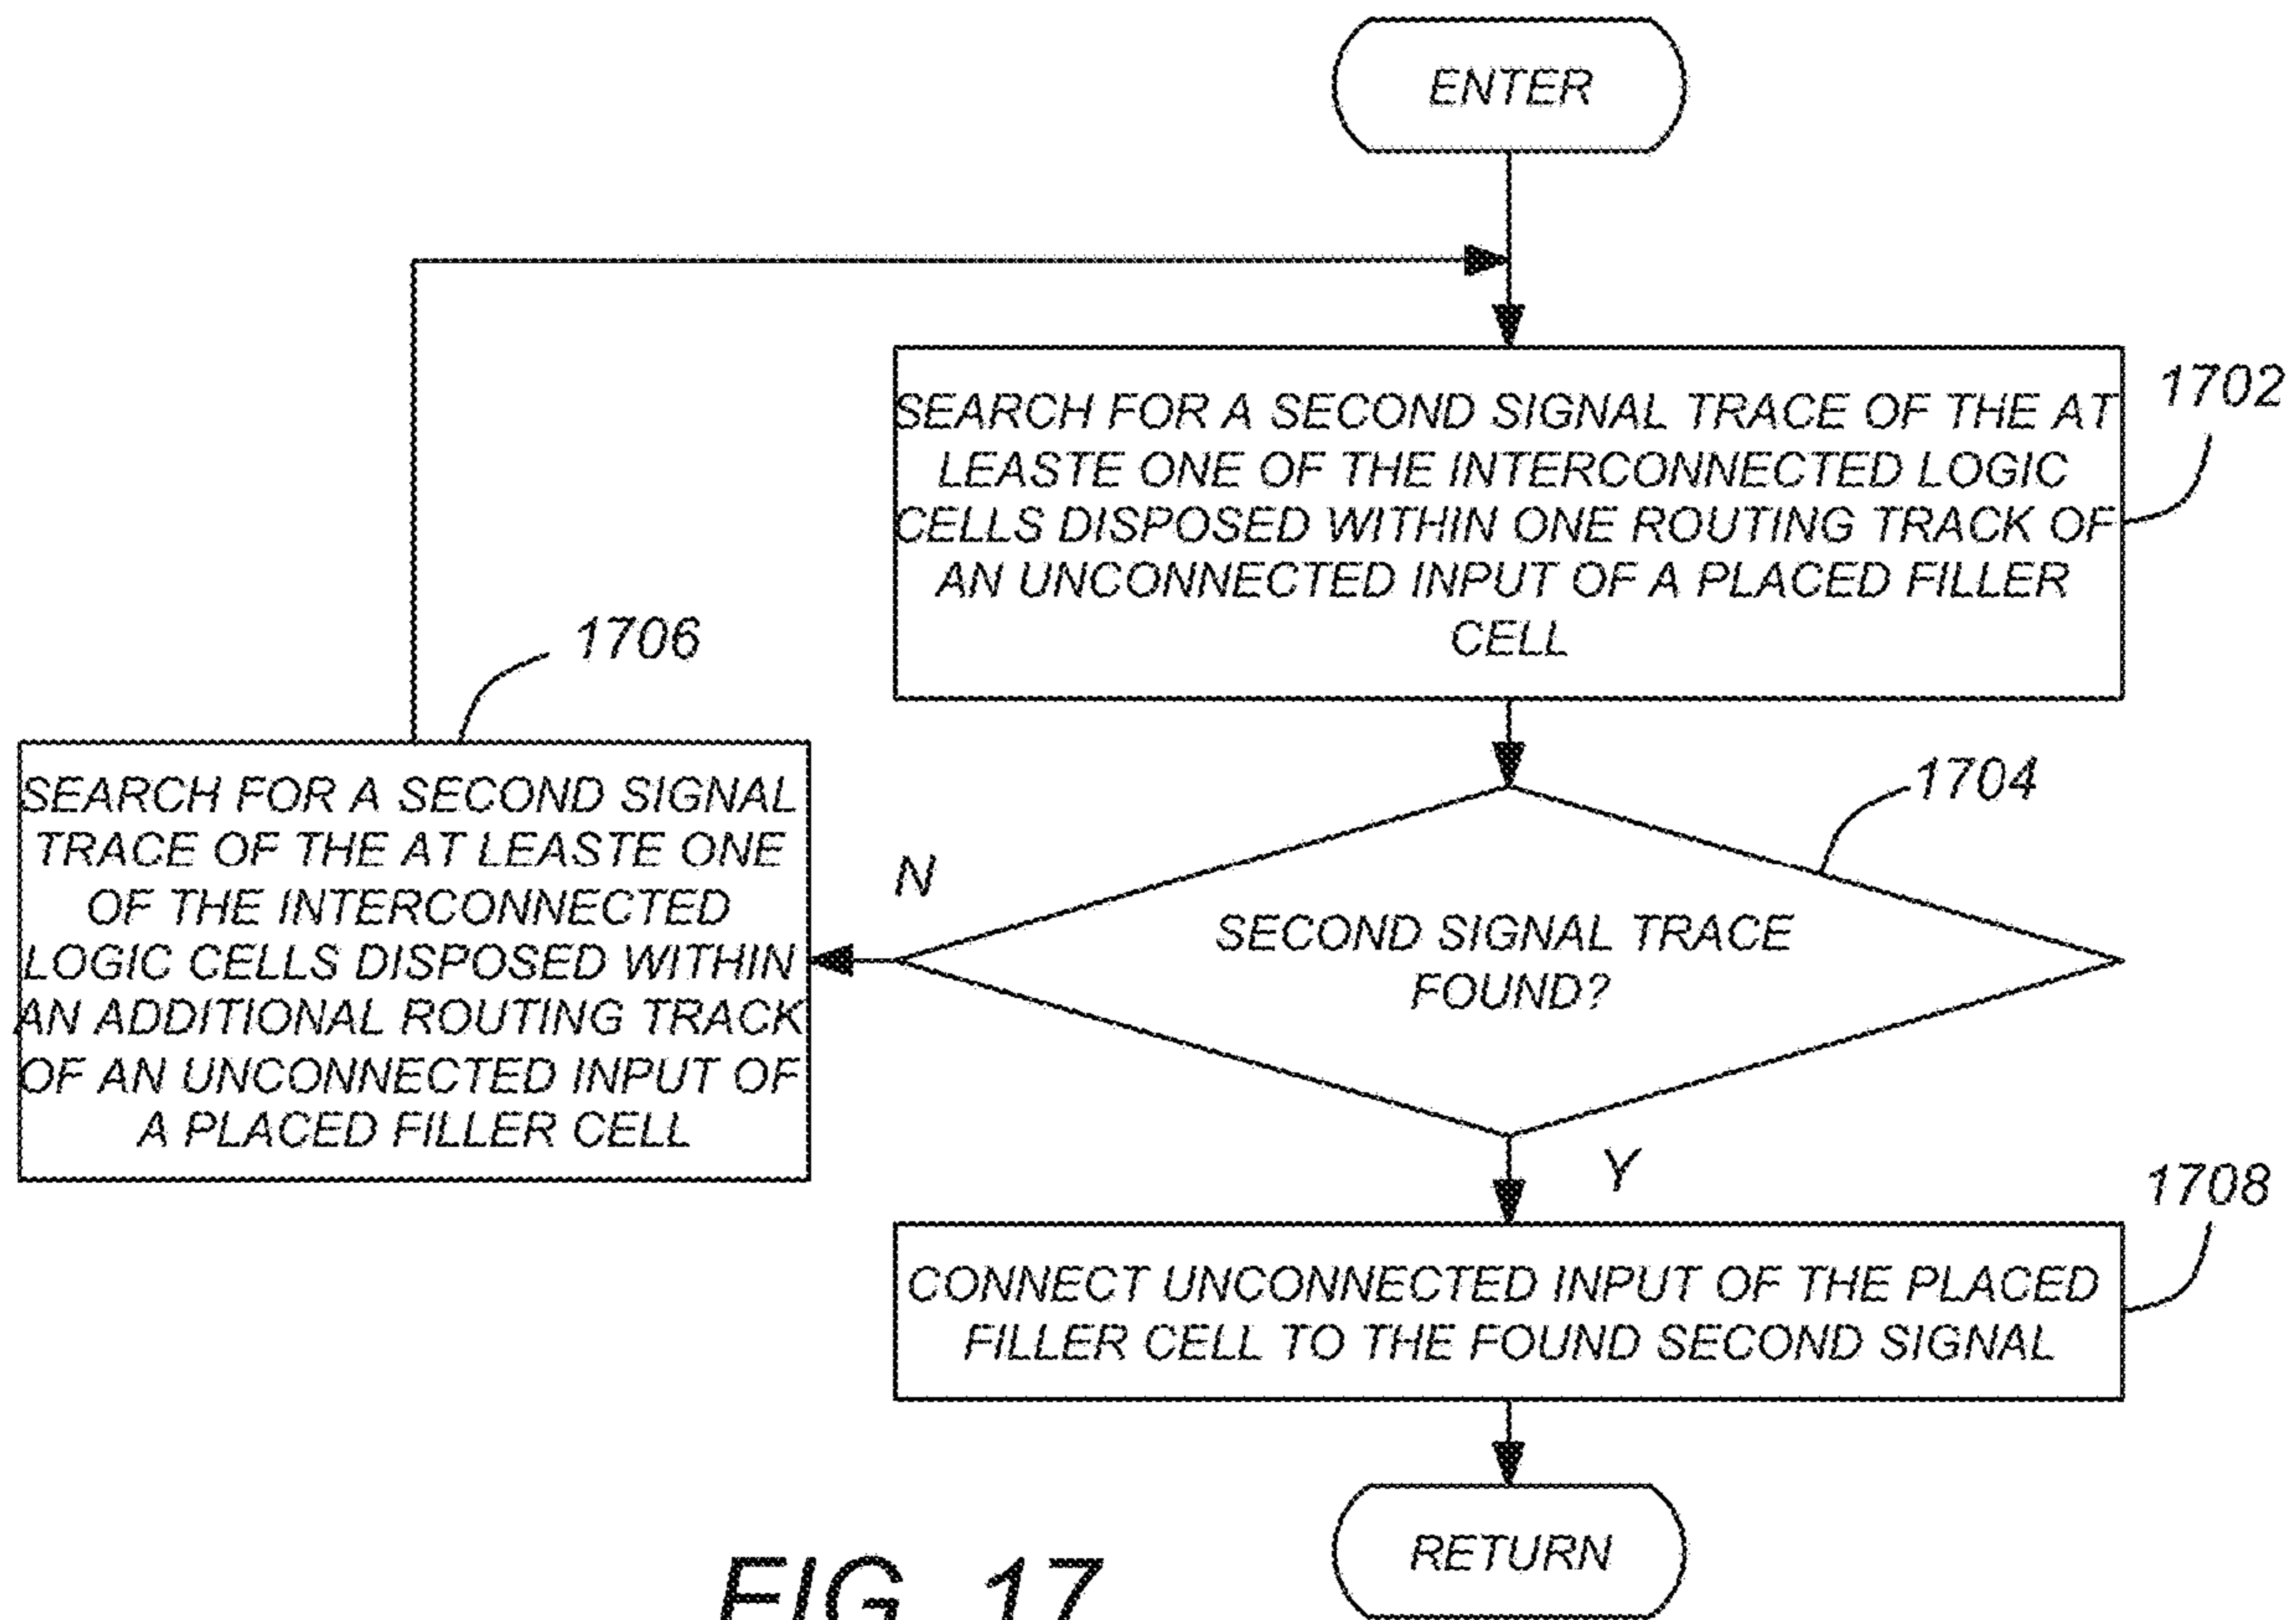 ENTER
SEARCH FOR A SECOND SIGNAL TRACE OF THE AT
LEASTE ONE OF THE INTERCONNECTED LOGIC
CELLS DISPOSED WITHIN ONE ROUTING TRACK OF
AN UNCONNECTED INPUT OF A PLACED FILLER
CELL
1702
1706
SEARCH FOR A SECOND SIGNAL
TRACE OF THE AT LEASTE ONE
OF THE INTERCONNECTED
LOGIC CELLS DISPOSED WITHIN
AN ADDITIONAL ROUTING TRACK
OF AN UNCONNECTED INPUT OF
A PLACED FILLER CELL
1704
N
SECOND SIGNAL TRACE
FOUND?
Y
1708
CONNECT UNCONNECTED INPUT OF THE PLACED
FILLER CELL TO THE FOUND SECOND SIGNAL
RETURN
FIG. 17